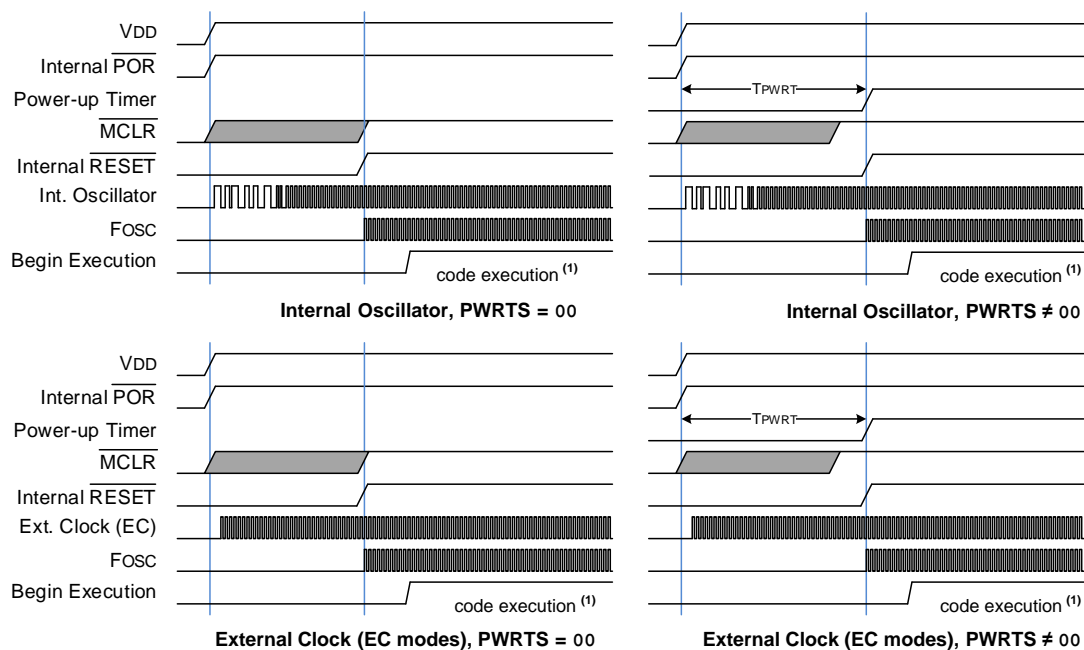 VDD
Internal POR
Power-up Timer
MCLR
Internal RESET
Int. Oscillator
FOSC
Begin Execution
code execution (1)
Internal Oscillator, PWRTS = 00
TPWRT
code execution (1)
Internal Oscillator, PWRTS ≠ 00
VDD
Internal POR
Power-up Timer
MCLR
Internal RESET
Ext. Clock (EC)
FOSC
Begin Execution
code execution (1)
External Clock (EC modes), PWRTS = 00
TPWRT
code execution (1)
External Clock (EC modes), PWRTS ≠ 00